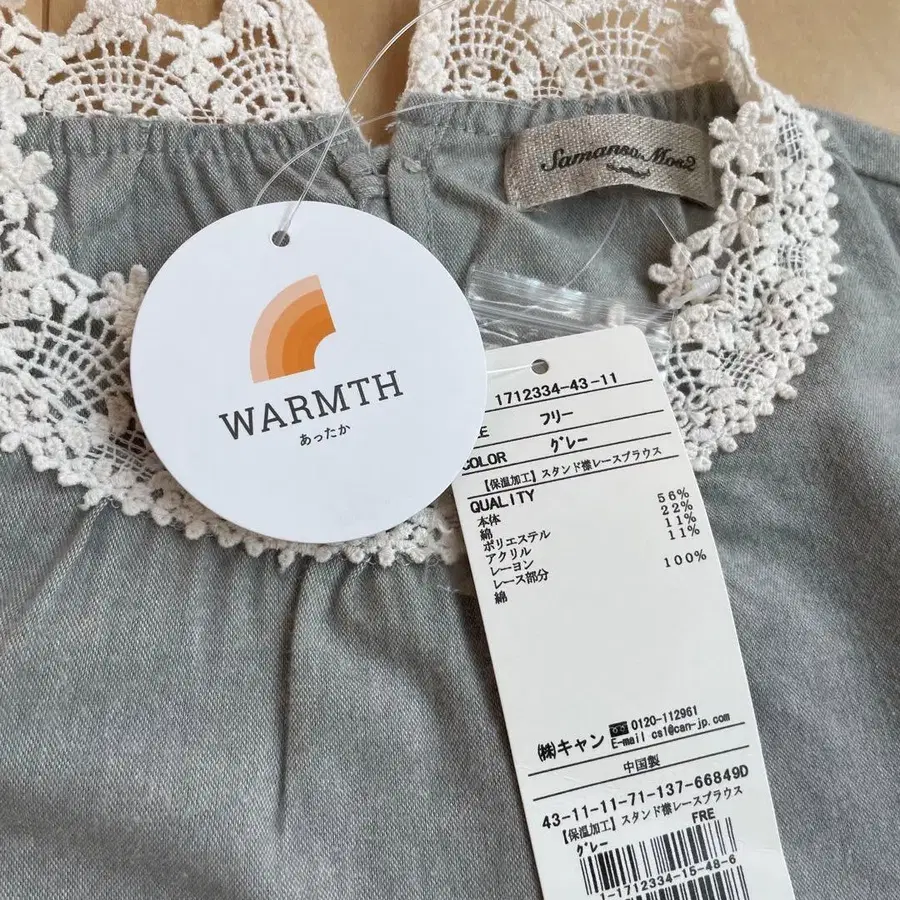 Samansa Mos2
WARMTH
あったか
1712334-43-11
フリー
COLOR グレー
【保温加工】スタンド襟レースブラウス
QUALITY
本体
綿 56%
ポリエステル 22%
アクリル 11%
レーヨン 11%
レース部分
綿 100%
㈱キャン 0120-112961
E-mail cs1@can-jp.com
中国製
43-11-11-71-137-66849D
【保温加工】スタンド襟レースブラウス
グレー FRE
1-1712334-15-48-6